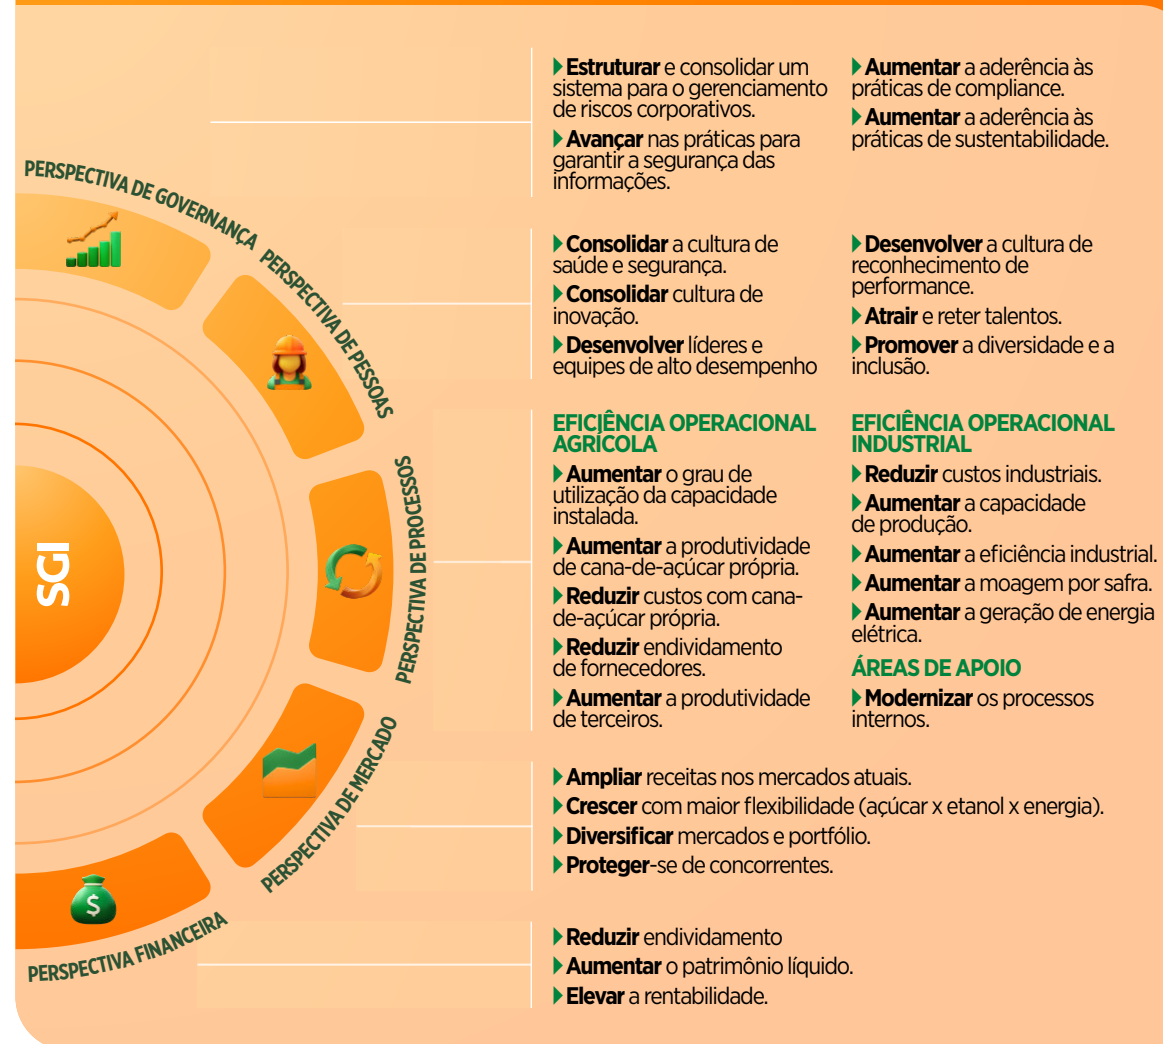 SGI
PERSPECTIVA DE GOVERNANÇA
▶Estruturar e consolidar um
sistema para o gerenciamento
de riscos corporativos.
▶Avançar nas práticas para
garantir a segurança das
informações.
▶Aumentar a aderência às
práticas de compliance.
▶Aumentar a aderência às
práticas de sustentabilidade.
PERSPECTIVA DE PESSOAS
▶Consolidar a cultura de
saúde e segurança.
▶Consolidar cultura de
inovação.
▶Desenvolver líderes e
equipes de alto desempenho
▶Desenvolver a cultura de
reconhecimento de
performance.
▶Atrair e reter talentos.
▶Promover a diversidade e a
inclusão.
PERSPECTIVA DE PROCESSOS
EFICIÊNCIA OPERACIONAL
AGRÍCOLA
▶Aumentar o grau de
utilização da capacidade
instalada.
▶Aumentar a produtividade
de cana-de-açúcar própria.
▶Reduzir custos com cana-
de-açúcar própria.
▶Reduzir endividamento
de fornecedores.
▶Aumentar a produtividade
de terceiros.
EFICIÊNCIA OPERACIONAL
INDUSTRIAL
▶Reduzir custos industriais.
▶Aumentar a capacidade
de produção.
▶Aumentar a eficiência industrial.
▶Aumentar a moagem por safra.
▶Aumentar a geração de energia
elétrica.
ÁREAS DE APOIO
▶Modernizar os processos
internos.
PERSPECTIVA DE MERCADO
▶Ampliar receitas nos mercados atuais.
▶Crescer com maior flexibilidade (açúcar x etanol x energia).
▶Diversificar mercados e portfólio.
▶Proteger-se de concorrentes.
PERSPECTIVA FINANCEIRA
$
▶Reduzir endividamento
▶Aumentar o patrimônio líquido.
▶Elevar a rentabilidade.